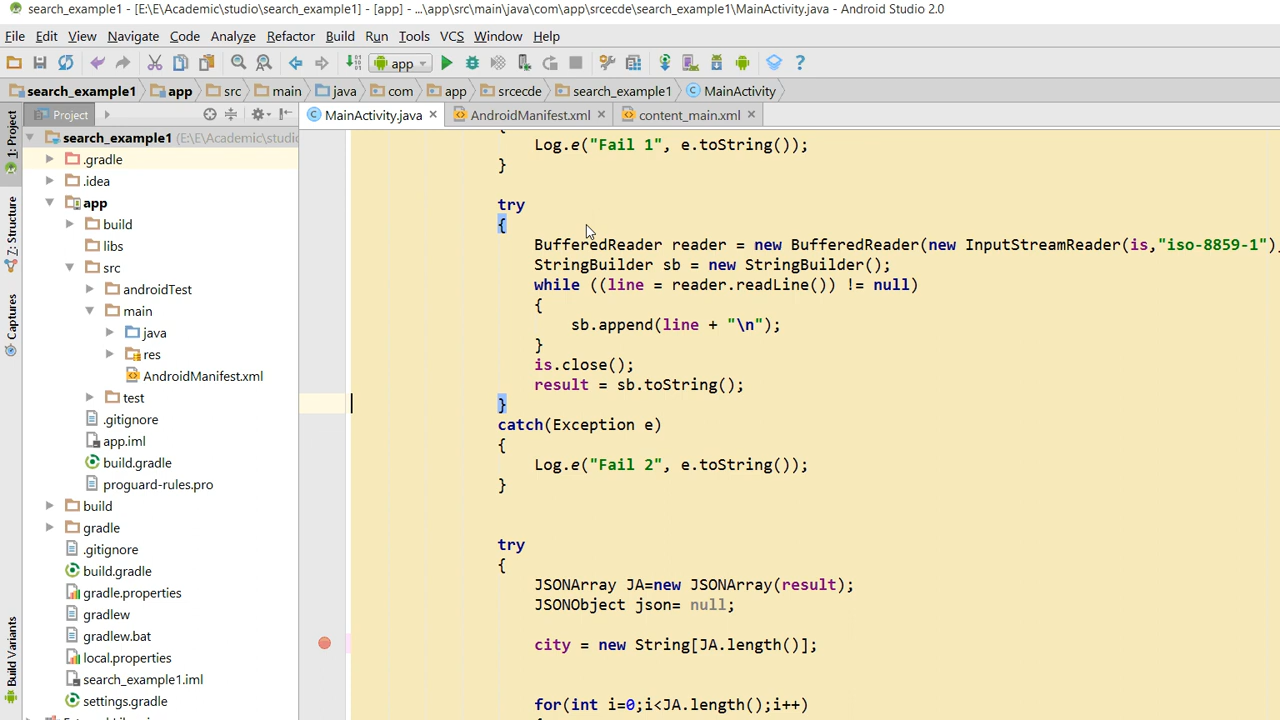 search_example1 - [E:\E\Academic\studio\search_example1] - [app] - ...\app\src\main\java\com\app\srcecde\search_example1\MainActivity.java - Android Studio 2.0
File Edit View Navigate Code Analyze Refactor Build Run Tools VCS Window Help
app
search_example1 app src main java com app srcecde search_example1 MainActivity
Project
MainActivity.java AndroidManifest.xml content_main.xml
1: Project
7: Structure
Captures
Build Variants
search_example1 (E:\E\Academic\studio
.gradle
.idea
app
build
libs
src
androidTest
main
java
res
AndroidManifest.xml
test
.gitignore
app.iml
build.gradle
proguard-rules.pro
build
gradle
.gitignore
build.gradle
gradle.properties
gradlew
gradlew.bat
local.properties
search_example1.iml
settings.gradle
Log.e("Fail 1", e.toString());
}
try
{
BufferedReader reader = new BufferedReader(new InputStreamReader(is,"iso-8859-1")
StringBuilder sb = new StringBuilder();
while ((line = reader.readLine()) != null)
{
sb.append(line + "\n");
}
is.close();
result = sb.toString();
}
catch(Exception e)
{
Log.e("Fail 2", e.toString());
}
try
{
JSONArray JA=new JSONArray(result);
JSONObject json= null;
city = new String[JA.length()];
for(int i=0;i<JA.length();i++)